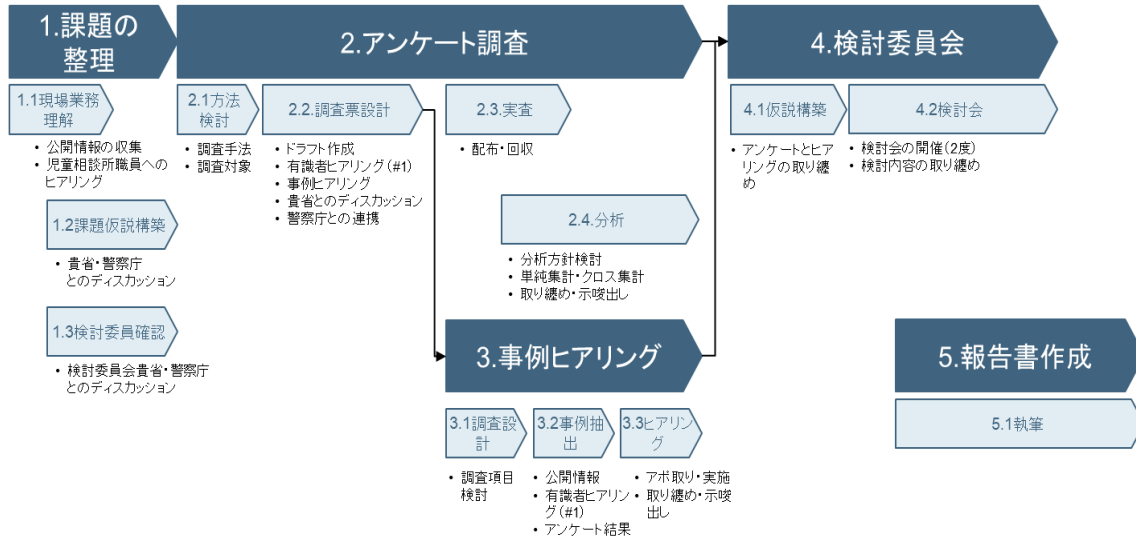 1.課題の
整理
2.アンケート調査
4.検討委員会
1.1現場業務
理解
• 公開情報の収集
• 児童相談所職員への
ヒアリング
2.1方法
検討
• 調査手法
• 調査対象
2.2.調査票設計
• ドラフト作成
• 有識者ヒアリング(#1)
• 事例ヒアリング
• 貴省とのディスカッション
• 警察庁との連携
2.3.実査
• 配布・回収
4.1仮説構築
• アンケートとヒ
アリングの取り纏
め
4.2検討会
• 検討会の開催(2度)
• 検討内容の取り纏め
1.2課題仮説構築
• 貴省・警察庁
とのディスカッション
2.4.分析
• 分析方針検討
• 単純集計・クロス集計
• 取り纏め・示唆出し
1.3検討委員確認
• 検討委員会貴省・警察庁
とのディスカッション
3.事例ヒアリング
5.報告書作成
3.1調査設
計
• 調査項目
検討
3.2事例抽
出
• 公開情報
• 有識者ヒアリン
グ(#1)
• アンケート結果
3.3ヒアリン
グ
• アポ取り・実施
• 取り纏め・示唆
出し
5.1執筆